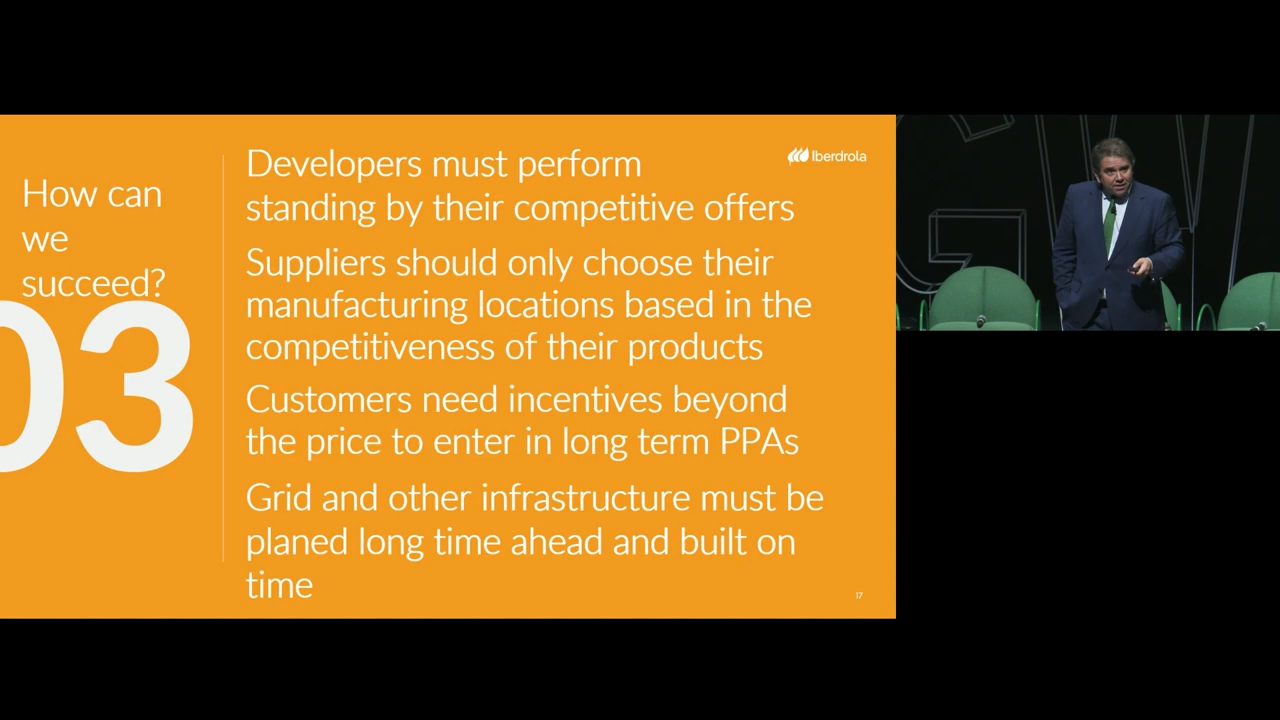 How can
we
succeed?
03
Developers must perform
standing by their competitive offers
Suppliers should only choose their
manufacturing locations based in the
competitiveness of their products
Customers need incentives beyond
the price to enter in long term PPAs
Grid and other infrastructure must be
planed long time ahead and built on
time
Iberdrola
17